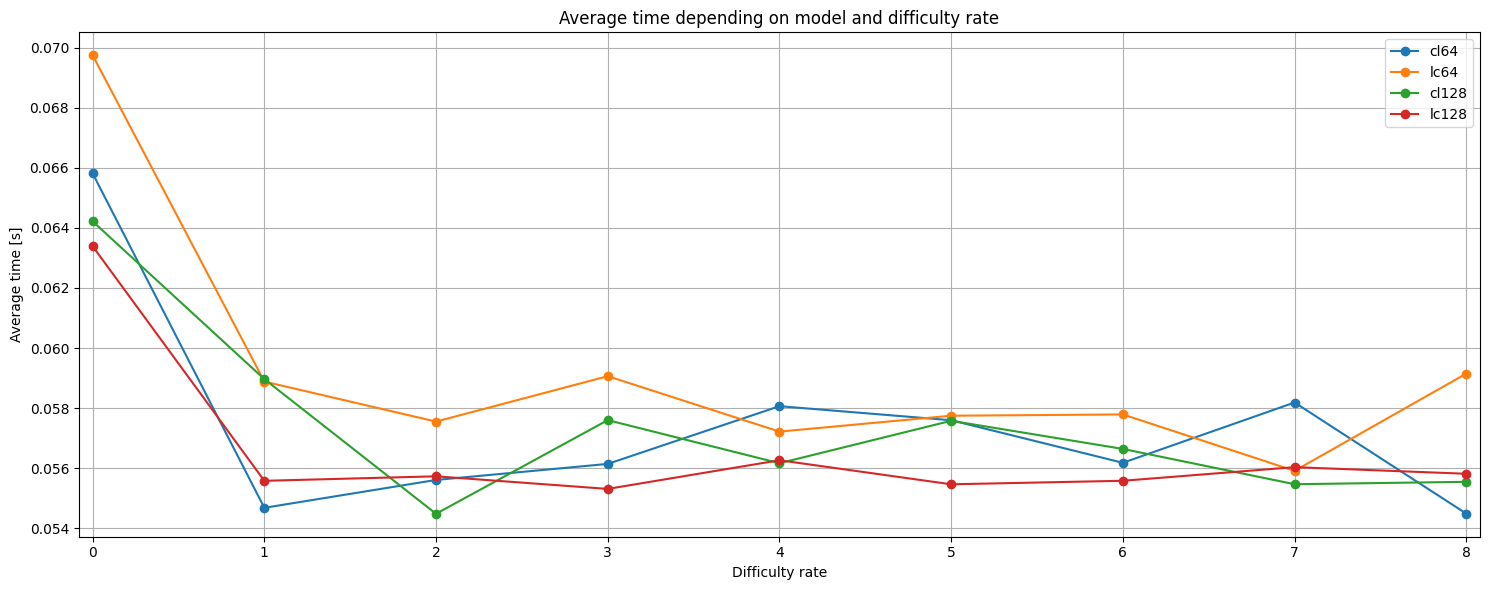 Average time depending on model and difficulty rate
cl64
lc64
cl128
lc128
0.070
0.068
0.066
0.064
0.062
0.060
0.058
0.056
0.054
Average time [s]
0 1 2 3 4 5 6 7 8
Difficulty rate